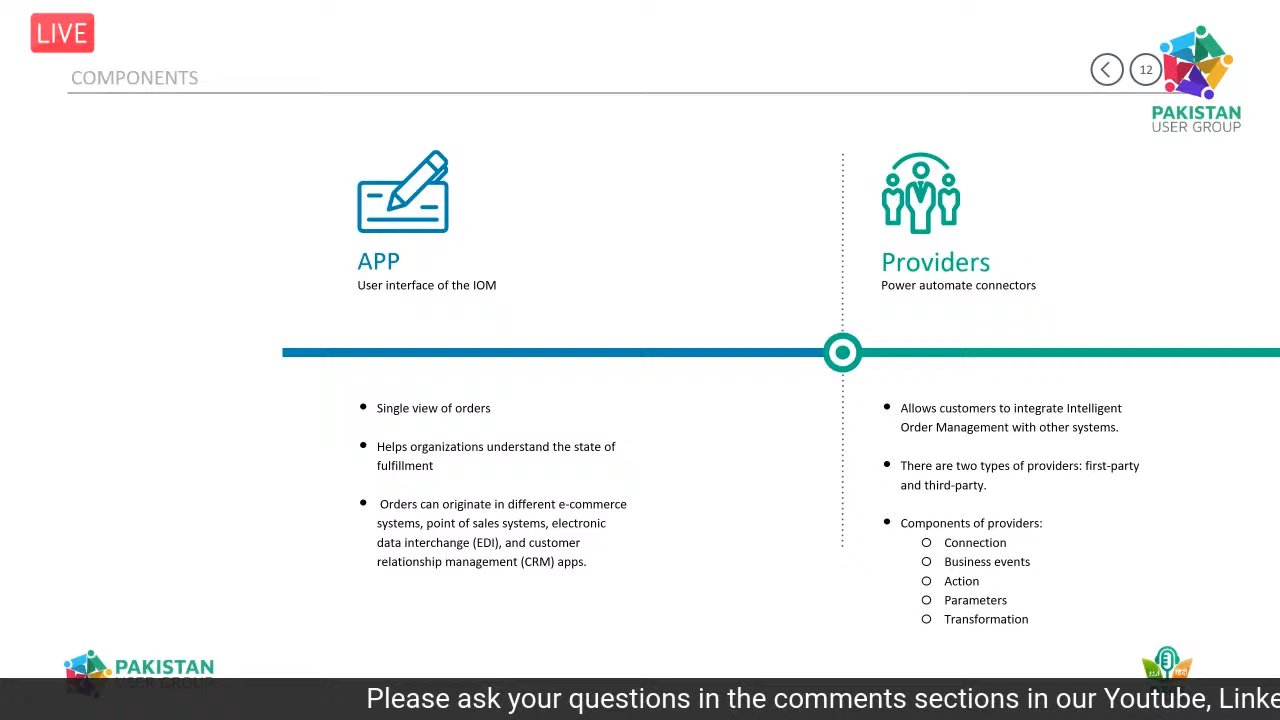 LIVE
COMPONENTS
12
PAKISTAN
USER GROUP
APP
User interface of the IOM
Providers
Power automate connectors
● Single view of orders
● Helps organizations understand the state of
fulfillment
● Orders can originate in different e-commerce
systems, point of sales systems, electronic
data interchange (EDI), and customer
relationship management (CRM) apps.
● Allows customers to integrate Intelligent
Order Management with other systems.
● There are two types of providers: first-party
and third-party.
● Components of providers:
○ Connection
○ Business events
○ Action
○ Parameters
○ Transformation
PAKISTAN
USER GROUP
Please ask your questions in the comments sections in our Youtube, Linke